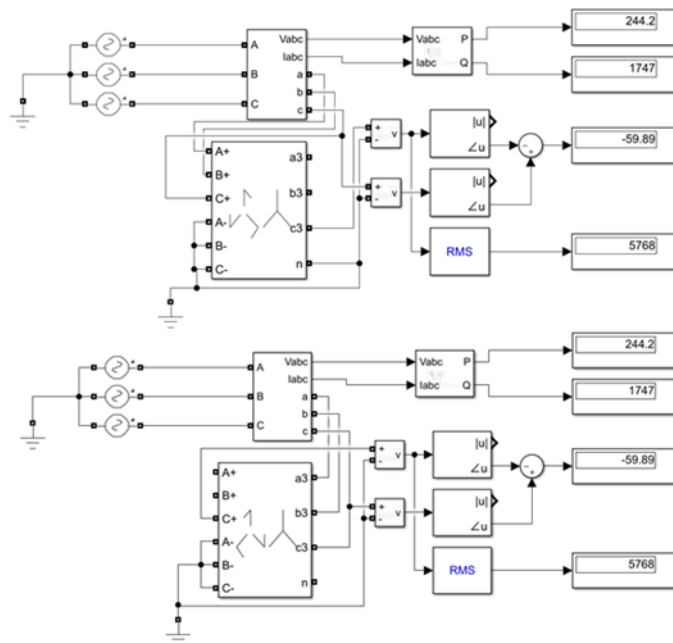 244.2
A
Vabc
Vabc
P
Iabc
B
a
Iabc
Q
1747
b
C
c
+
v
-
|u|
∠u
-
+
-59.89
A+
a3
B+
b3
C+
+
v
-
|u|
∠u
A-
c3
B-
RMS
5768
C-
n
244.2
A
Vabc
Vabc
P
Iabc
B
a
Iabc
Q
1747
b
C
c
+
v
-
|u|
∠u
-
+
-59.89
A+
a3
B+
C+
+
v
-
|u|
∠u
A-
b3
B-
c3
C-
n
RMS
5768